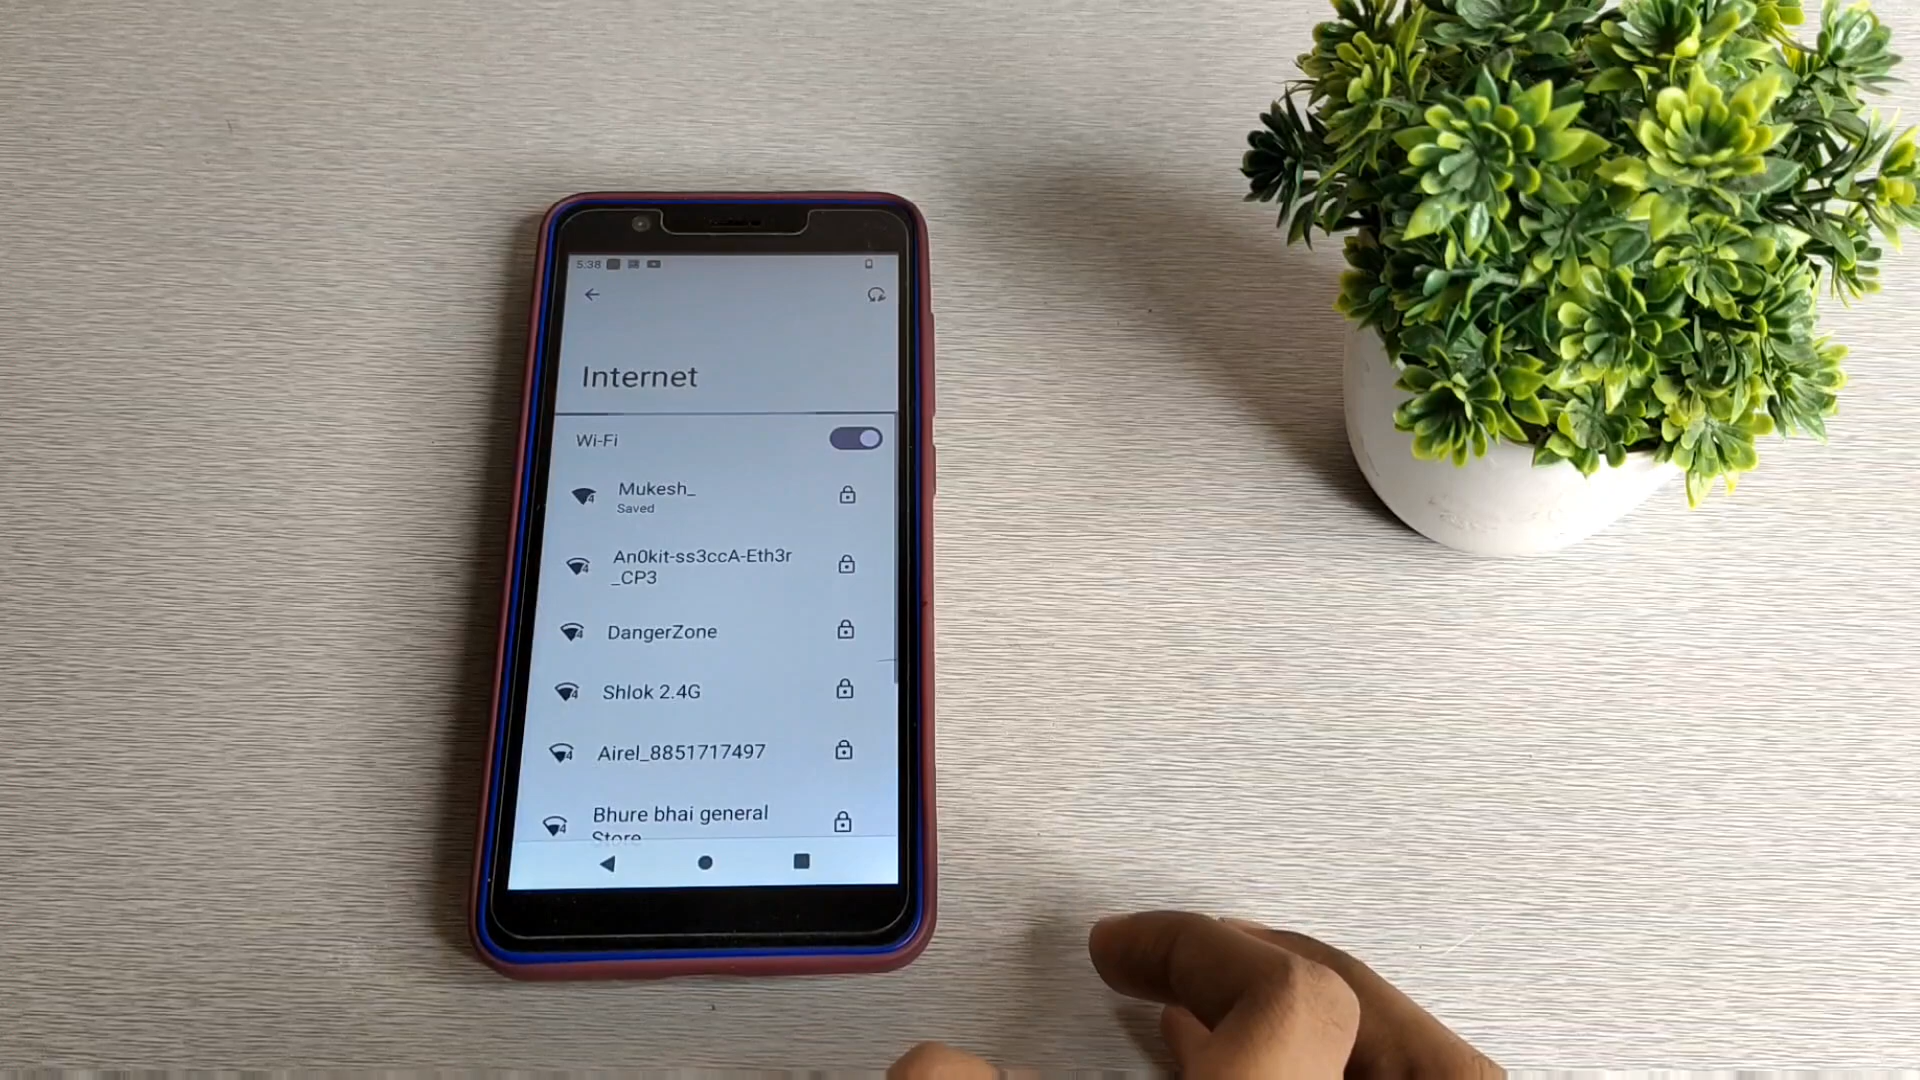 5:38
Internet
Wi-Fi
Mukesh_
Saved
An0kit-ss3ccA-Eth3r
_CP3
DangerZone
Shlok 2.4G
Airel_8851717497
Bhure bhai general
Store